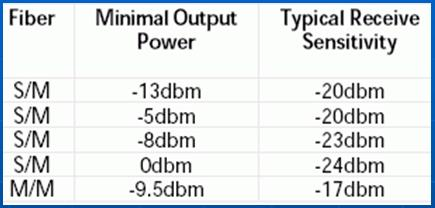 Fiber Minimal Output Power Typical Receive Sensitivity
S/M -13dbm -20dbm
S/M -5dbm -20dbm
S/M -8dbm -23dbm
S/M 0dbm -24dbm
M/M -9.5dbm -17dbm